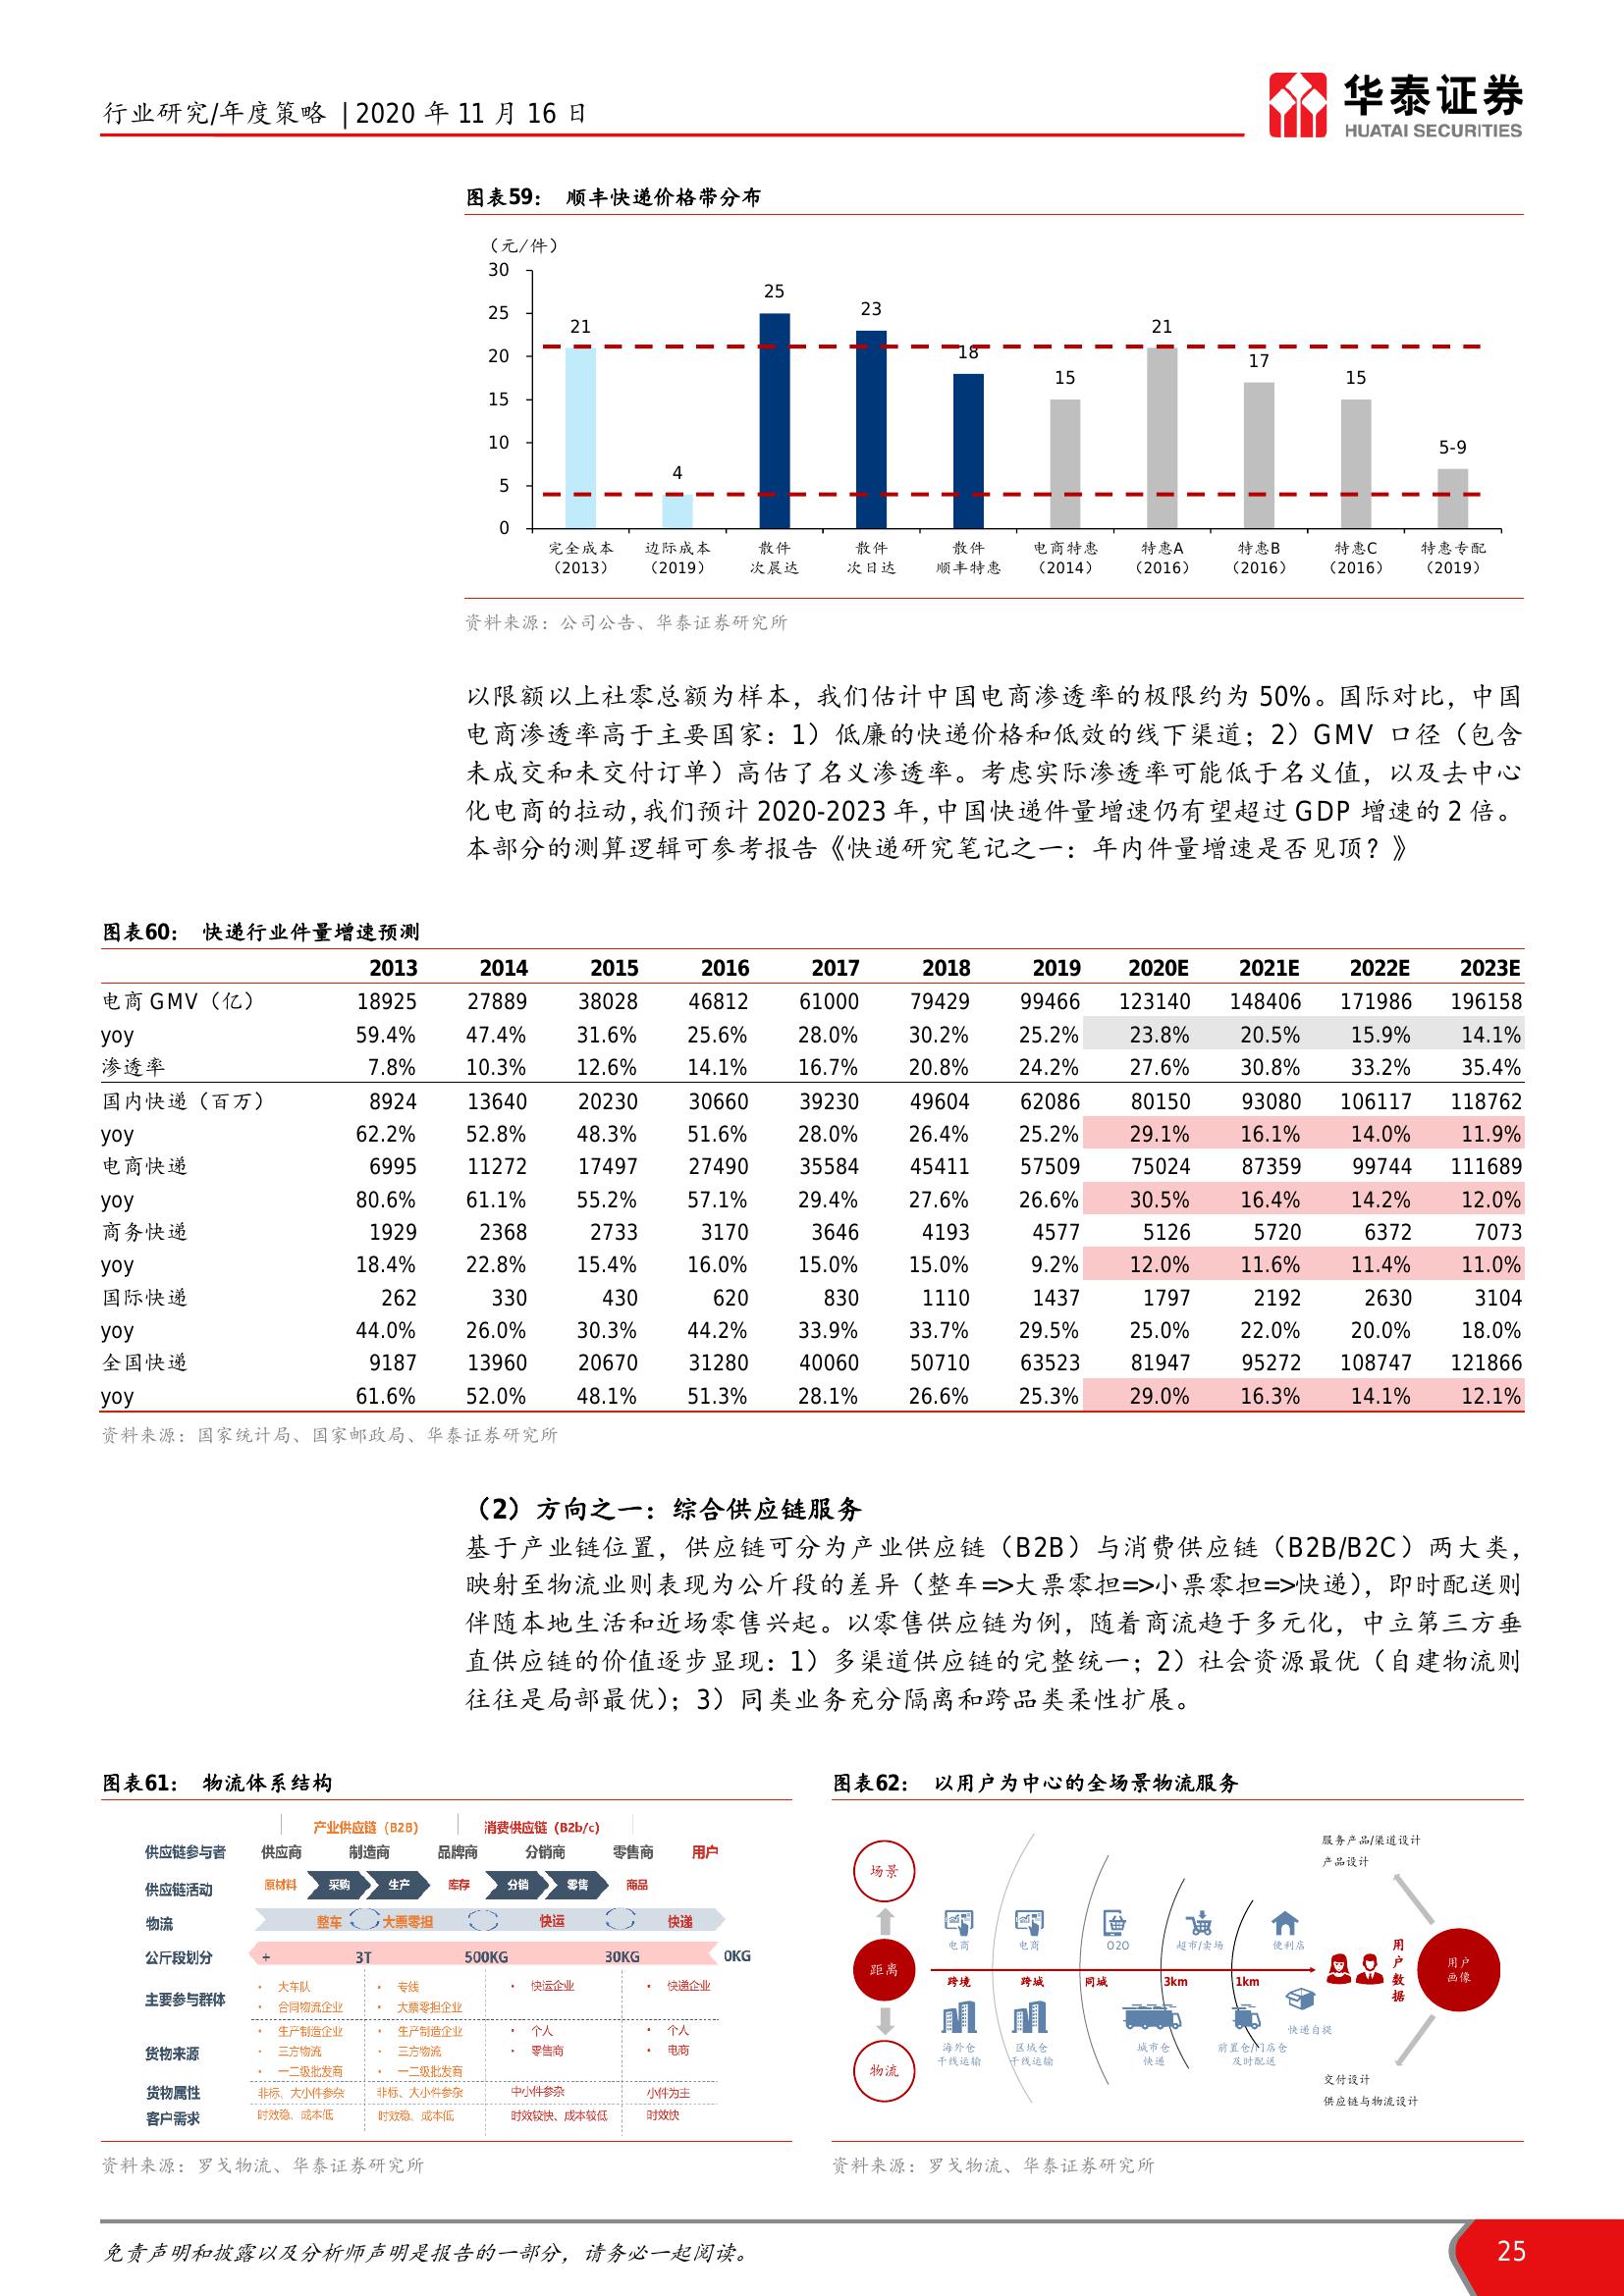 行业研究/年度策略 | 2020 年 11 月 16 日
华泰证券
HUATAI SECURITIES
图表59： 顺丰快递价格带分布
（元/件）
30
25
20
15
10
5
0
21
4
25
23
18
15
21
17
15
5-9
完全成本（2013）
边际成本（2019）
散件 次晨达
散件 次日达
散件 顺丰特惠
电商特惠（2014）
特惠A（2016）
特惠B（2016）
特惠C（2016）
特惠专配（2019）
资料来源：公司公告、华泰证券研究所
以限额以上社零总额为样本，我们估计中国电商渗透率的极限约为 50%。国际对比，中国
电商渗透率高于主要国家：1）低廉的快递价格和低效的线下渠道；2）GMV 口径（包含
未成交和未交付订单）高估了名义渗透率。考虑实际渗透率可能低于名义值，以及去中心
化电商的拉动，我们预计 2020-2023 年，中国快递件量增速仍有望超过 GDP 增速的 2 倍。
本部分的测算逻辑可参考报告《快递研究笔记之一：年内件量增速是否见顶？》
图表60： 快递行业件量增速预测
2013 2014 2015 2016 2017 2018 2019 2020E 2021E 2022E 2023E
电商 GMV（亿） 18925 27889 38028 46812 61000 79429 99466 123140 148406 171986 196158
yoy 59.4% 47.4% 31.6% 25.6% 28.0% 30.2% 25.2% 23.8% 20.5% 15.9% 14.1%
渗透率 7.8% 10.3% 12.6% 14.1% 16.7% 20.8% 24.2% 27.6% 30.8% 33.2% 35.4%
国内快递（百万） 8924 13640 20230 30660 39230 49604 62086 80150 93080 106117 118762
yoy 62.2% 52.8% 48.3% 51.6% 28.0% 26.4% 25.2% 29.1% 16.1% 14.0% 11.9%
电商快递 6995 11272 17497 27490 35584 45411 57509 75024 87359 99744 111689
yoy 80.6% 61.1% 55.2% 57.1% 29.4% 27.6% 26.6% 30.5% 16.4% 14.2% 12.0%
商务快递 1929 2368 2733 3170 3646 4193 4577 5126 5720 6372 7073
yoy 18.4% 22.8% 15.4% 16.0% 15.0% 15.0% 9.2% 12.0% 11.6% 11.4% 11.0%
国际快递 262 330 430 620 830 1110 1437 1797 2192 2630 3104
yoy 44.0% 26.0% 30.3% 44.2% 33.9% 33.7% 29.5% 25.0% 22.0% 20.0% 18.0%
全国快递 9187 13960 20670 31280 40060 50710 63523 81947 95272 108747 121866
yoy 61.6% 52.0% 48.1% 51.3% 28.1% 26.6% 25.3% 29.0% 16.3% 14.1% 12.1%
资料来源：国家统计局、国家邮政局、华泰证券研究所
（2）方向之一：综合供应链服务
基于产业链位置，供应链可分为产业供应链（B2B）与消费供应链（B2B/B2C）两大类，
映射至物流业则表现为公斤段的差异（整车=>大票零担=>小票零担=>快递），即时配送则
伴随本地生活和近场零售兴起。以零售供应链为例，随着商流趋于多元化，中立第三方垂
直供应链的价值逐步显现：1）多渠道供应链的完整统一；2）社会资源最优（自建物流则
往往是局部最优）；3）同类业务充分隔离和跨品类柔性扩展。
图表61： 物流体系结构
产业供应链（B2B） 消费供应链（B2b/c）
供应链参与者 供应商 制造商 品牌商 分销商 零售商 用户
供应链活动 原材料 采购 生产 库存 分销 零售 商品
物流 整车 大票零担 快运 快递
公斤段划分 + 3T 500KG 30KG 0KG
主要参与群体 • 大车队 • 专线 • 快运企业 • 快递企业
• 合同物流企业 • 大票零担企业
• 生产制造企业 • 生产制造企业 • 个人 • 个人
货物来源 • 三方物流 • 三方物流 • 零售商 • 电商
• 一二级批发商 • 一二级批发商
货物属性 非标、大小件参杂 非标、大小件参杂 中小件参杂 小件为主
客户需求 时效稳、成本低 时效稳、成本低 时效较快、成本较低 时效快
资料来源：罗戈物流、华泰证券研究所
图表62： 以用户为中心的全场景物流服务
服务产品/渠道设计
产品设计
场景
电商 电商 O2O 超市/卖场 便利店
距离
跨境 跨城 同城 3km 1km
用户数据
用户画像
快递自提
物流
海外仓 干线运输
区域仓 干线运输
城市仓 快递
前置仓/门店仓 及时配送
交付设计
供应链与物流设计
资料来源：罗戈物流、华泰证券研究所
免责声明和披露以及分析师声明是报告的一部分，请务必一起阅读。
25